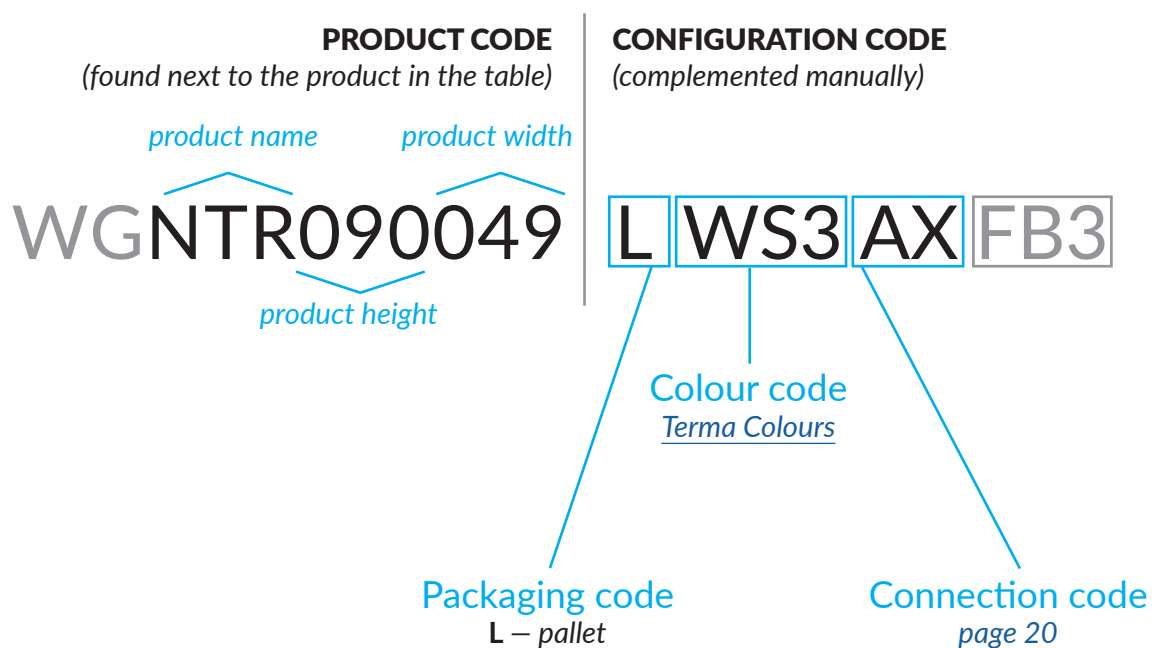 PRODUCT CODE
(found next to the product in the table)
CONFIGURATION CODE
(complemented manually)
product name
product width
WGNTR090049 L WS3 AX FB3
product height
Colour code
Terma Colours
Packaging code
L – pallet
Connection code
page 20